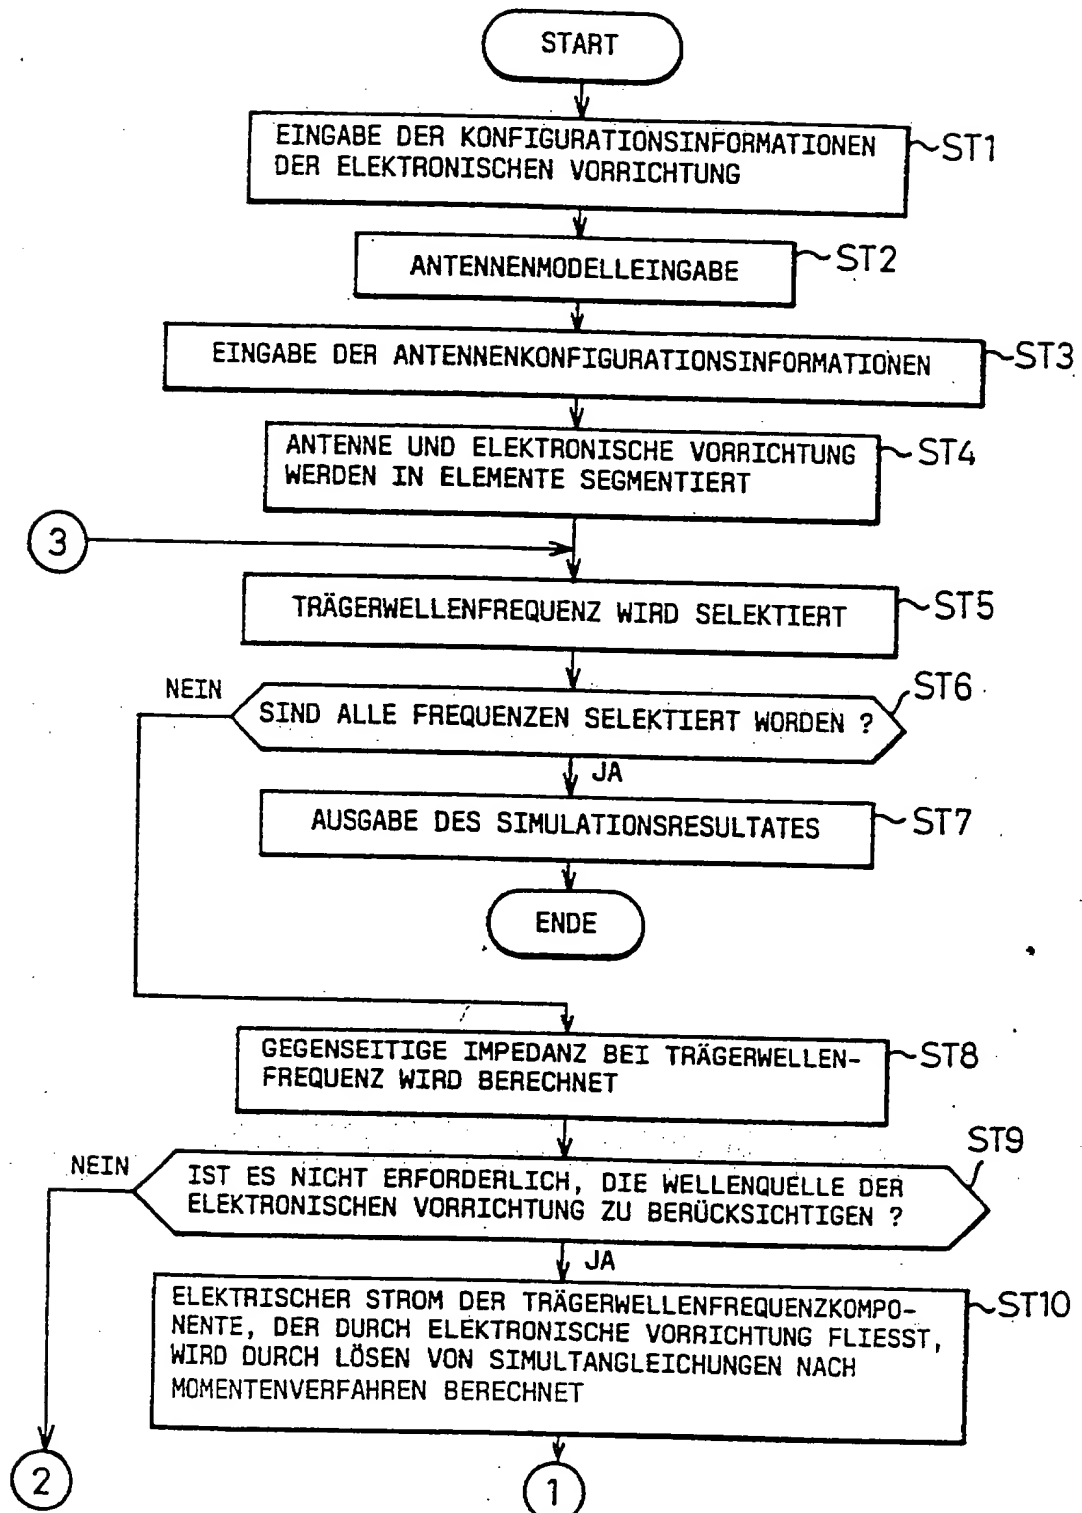 START
EINGABE DER KONFIGURATIONSINFORMATIONEN
DER ELEKTRONISCHEN VORRICHTUNG
ST1
ANTENNENMODELLEINGABE
ST2
EINGABE DER ANTENNENKONFIGURATIONSINFORMATIONEN
ST3
ANTENNE UND ELEKTRONISCHE VORRICHTUNG
WERDEN IN ELEMENTE SEGMENTIERT
ST4
3
TRÄGERWELLENFREQUENZ WIRD SELEKTIERT
ST5
NEIN
SIND ALLE FREQUENZEN SELEKTIERT WORDEN ?
ST6
JA
AUSGABE DES SIMULATIONSRESULTATES
ST7
ENDE
GEGENSEITIGE IMPEDANZ BEI TRÄGERWELLEN-
FREQUENZ WIRD BERECHNET
ST8
NEIN
IST ES NICHT ERFORDERLICH, DIE WELLENQUELLE DER
ELEKTRONISCHEN VORRICHTUNG ZU BERÜCKSICHTIGEN ?
ST9
JA
ELEKTRISCHER STROM DER TRÄGERWELLENFREQUENZKOMPO-
NENTE, DER DURCH ELEKTRONISCHE VORRICHTUNG FLIESST,
WIRD DURCH LÖSEN VON SIMULTANGLEICHUNGEN NACH
MOMENTENVERFAHREN BERECHNET
ST10
2
1